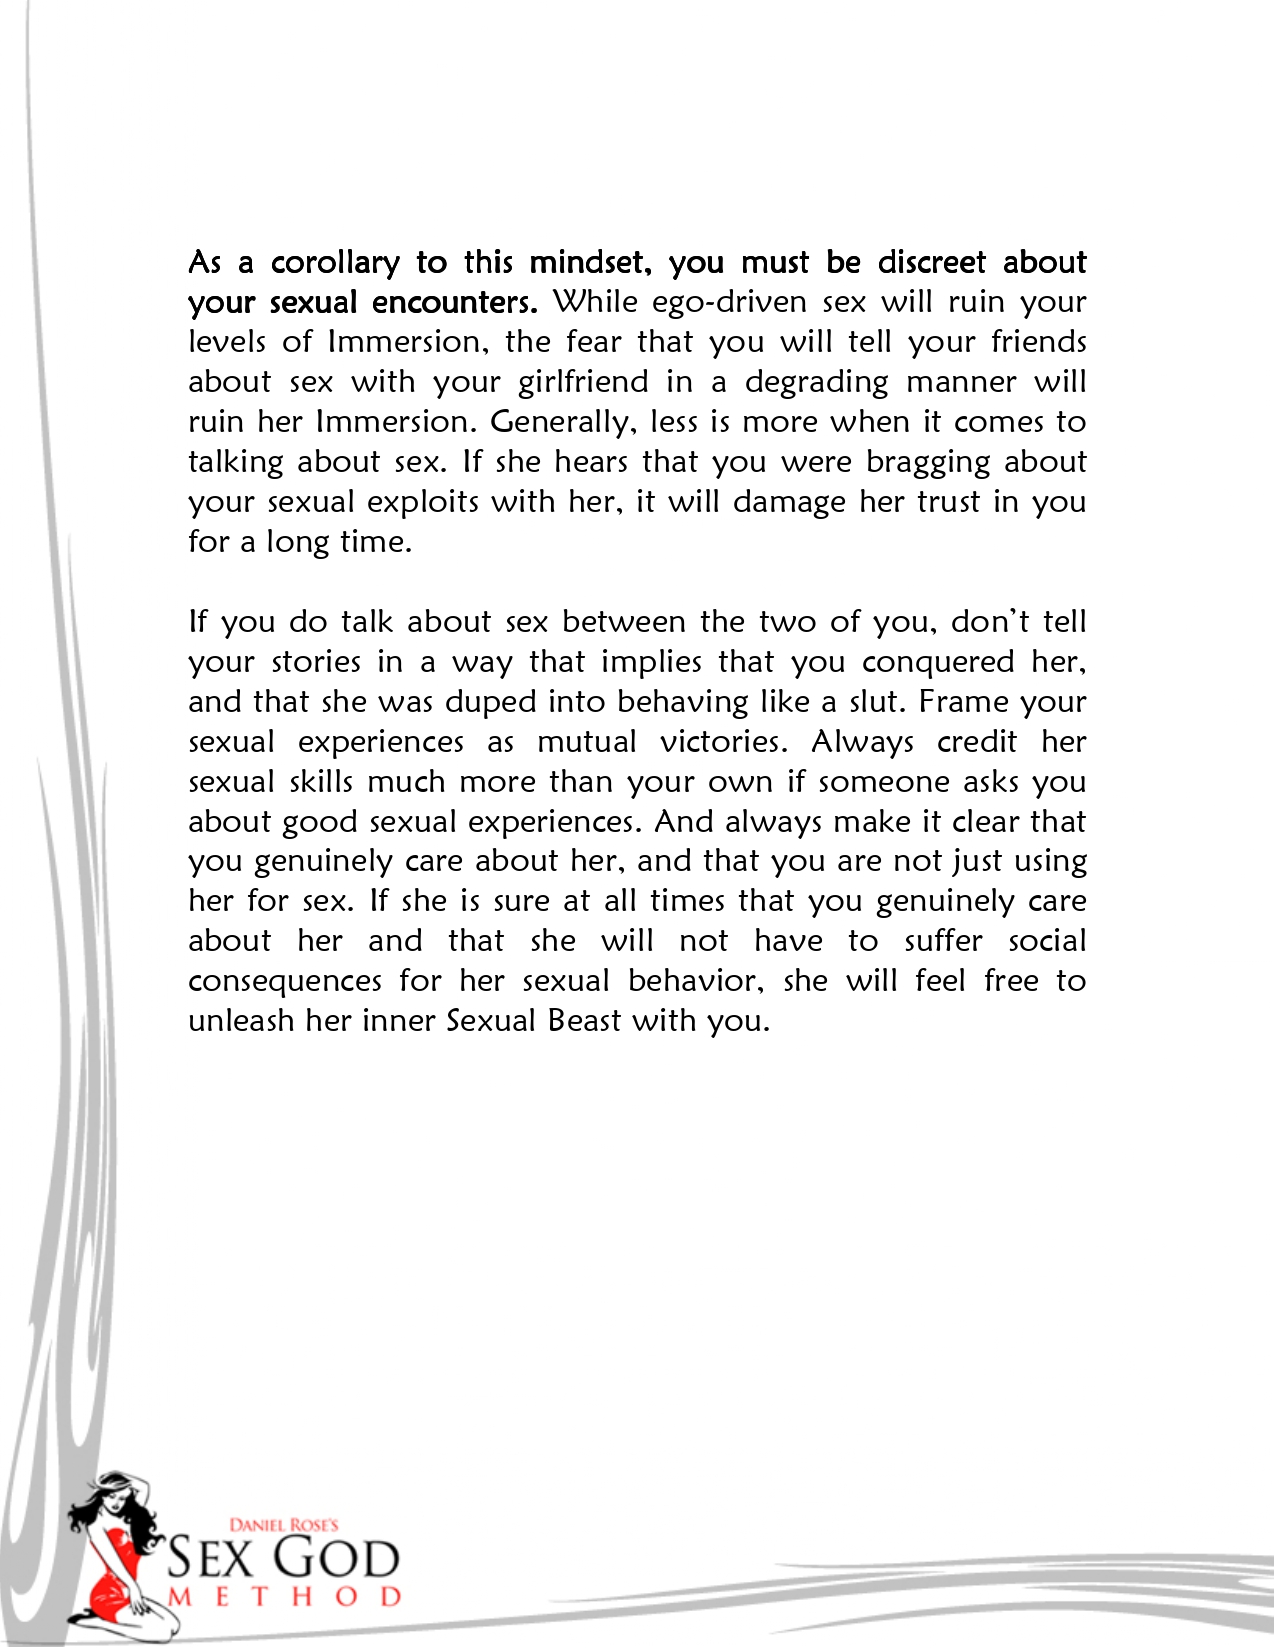 As a corollary to this mindset, you must be discreet about
your sexual encounters. While ego-driven sex will ruin your
levels of Immersion, the fear that you will tell your friends
about sex with your girlfriend in a degrading manner will
ruin her Immersion. Generally, less is more when it comes to
talking about sex. If she hears that you were bragging about
your sexual exploits with her, it will damage her trust in you
for a long time.
If you do talk about sex between the two of you, don’t tell
your stories in a way that implies that you conquered her,
and that she was duped into behaving like a slut. Frame your
sexual experiences as mutual victories. Always credit her
sexual skills much more than your own if someone asks you
about good sexual experiences. And always make it clear that
you genuinely care about her, and that you are not just using
her for sex. If she is sure at all times that you genuinely care
about her and that she will not have to suffer social
consequences for her sexual behavior, she will feel free to
unleash her inner Sexual Beast with you.
DANIEL ROSE'S
SEX GOD
METHOD